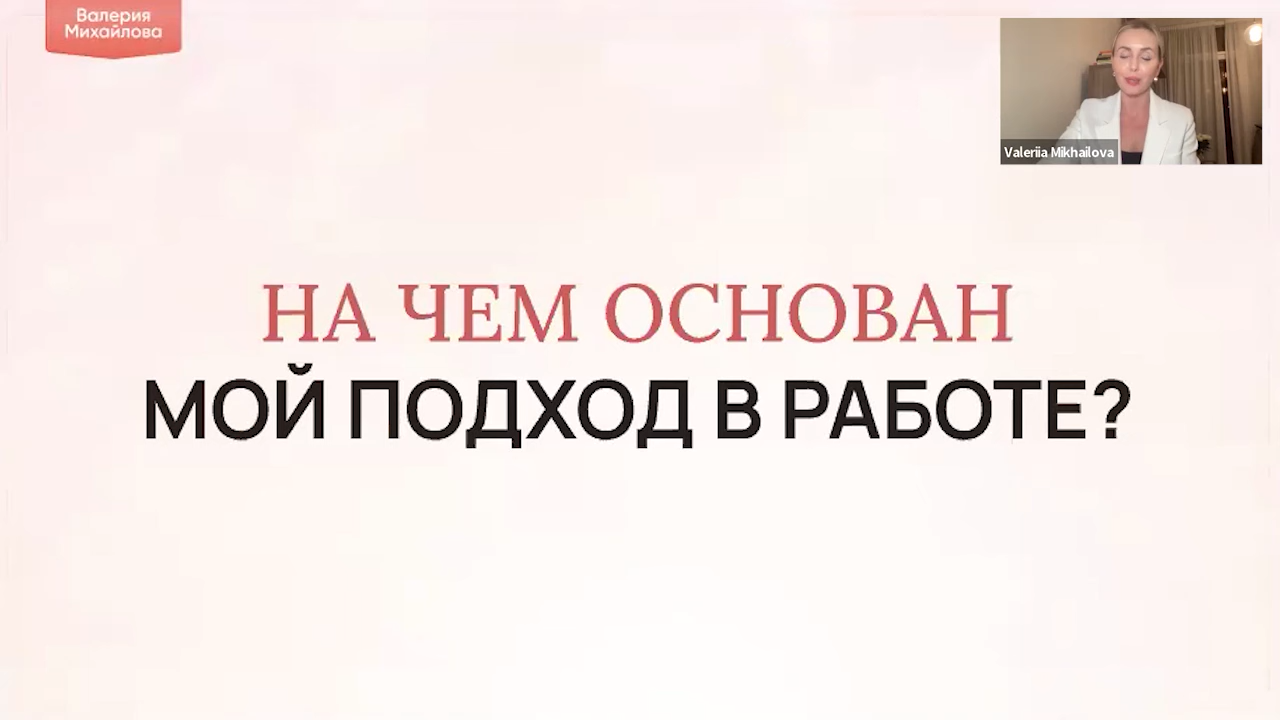 Валерия
Михайлова
Valeriia Mikhailova
НА ЧЕМ ОСНОВАН
МОЙ ПОДХОД В РАБОТЕ?